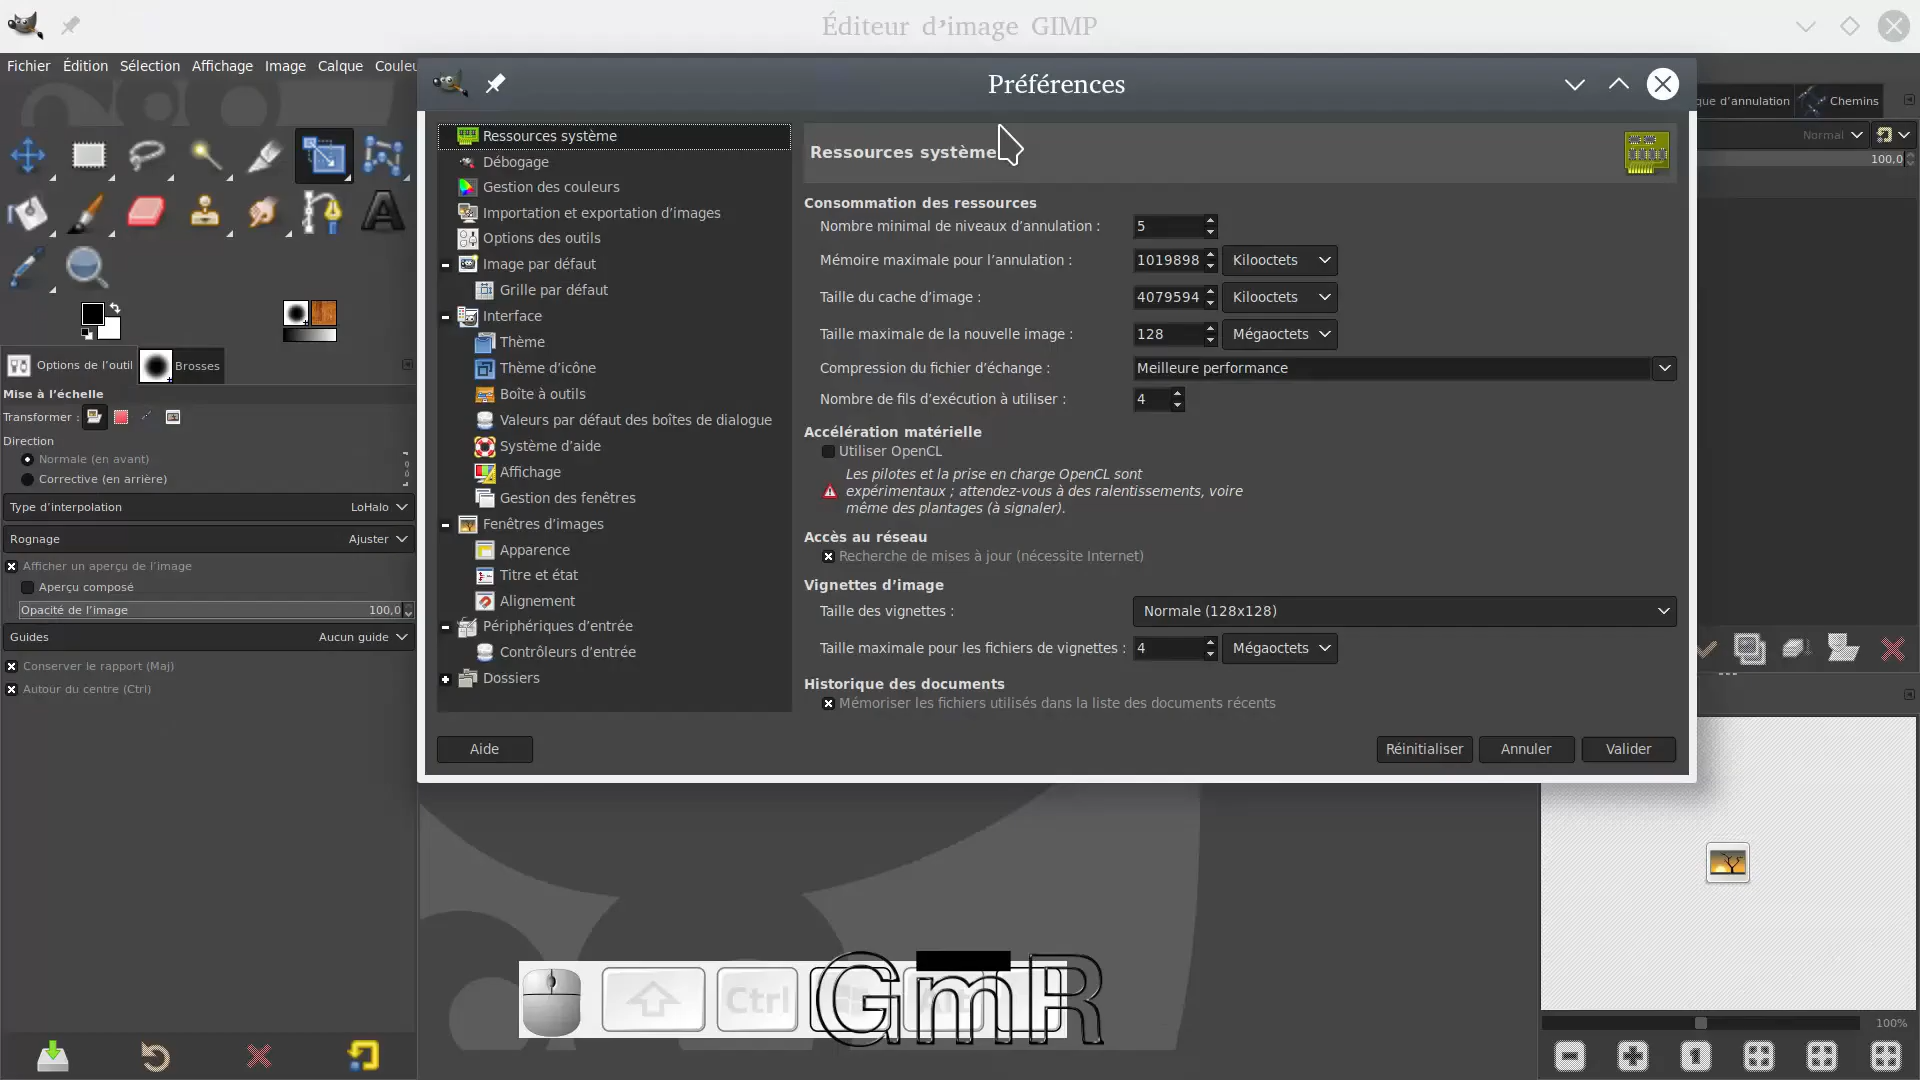 Éditeur d’image GIMP
Fichier Édition Sélection Affichage Image Calque
Préférences
que d’annulation Chemins
Normal
100,0
Ressources système
Débogage
Gestion des couleurs
Importation et exportation d’images
Options des outils
Image par défaut
Grille par défaut
Interface
Thème
Thème d’icône
Boîte à outils
Valeurs par défaut des boîtes de dialogue
Système d’aide
Affichage
Gestion des fenêtres
Fenêtres d’images
Apparence
Titre et état
Alignement
Périphériques d’entrée
Contrôleurs d’entrée
Dossiers
Ressources système
Consommation des ressources
Nombre minimal de niveaux d’annulation : 5
Mémoire maximale pour l’annulation : 1019898 Kilooctets
Taille du cache d’image : 4079594 Kilooctets
Taille maximale de la nouvelle image : 128 Mégaoctets
Compression du fichier d’échange : Meilleure performance
Nombre de fils d’exécution à utiliser : 4
Accélération matérielle
Utiliser OpenCL
Les pilotes et la prise en charge OpenCL sont
expérimentaux ; attendez-vous à des ralentissements, voire
même des plantages (à signaler).
Accès au réseau
Recherche de mises à jour (nécessite Internet)
Vignettes d’image
Taille des vignettes : Normale (128x128)
Taille maximale pour les fichiers de vignettes : 4 Mégaoctets
Historique des documents
Mémoriser les fichiers utilisés dans la liste des documents récents
Aide Réinitialiser Annuler Valider
Options de l’outil Brosses
Mise à l’échelle
Transformer :
Direction
Normale (en avant)
Corrective (en arrière)
Type d’interpolation LoHalo
Rognage Ajuster
Afficher un aperçu de l’image
Aperçu composé
Opacité de l’image 100,0
Guides Aucun guide
Conserver le rapport (Maj)
Autour du centre (Ctrl)
Ctrl
GmR
100%